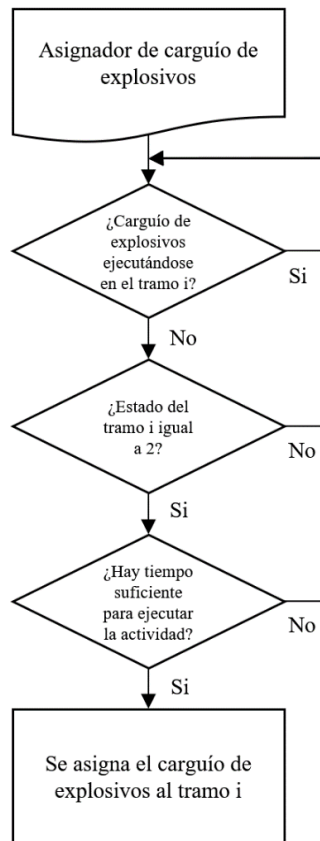 Asignador de carguío de
explosivos
¿Carguío de
explosivos
ejecutándose
en el tramo i?
Si
No
¿Estado del
tramo i igual
a 2?
No
Si
¿Hay tiempo
suficiente
para ejecutar
la actividad?
No
Si
Se asigna el carguío de
explosivos al tramo i